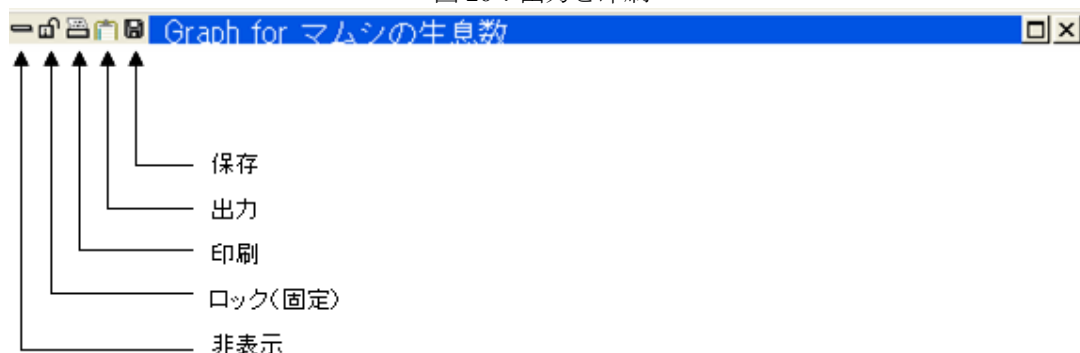 Graph for マムシの生息数
保存
出力
印刷
ロック(固定)
非表示